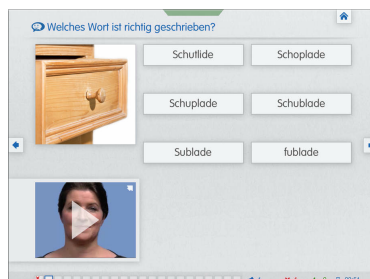 Welches Wort ist richtig geschrieben?
Schutlide
Schoplade
Schuplade
Schublade
Sublade
fublade